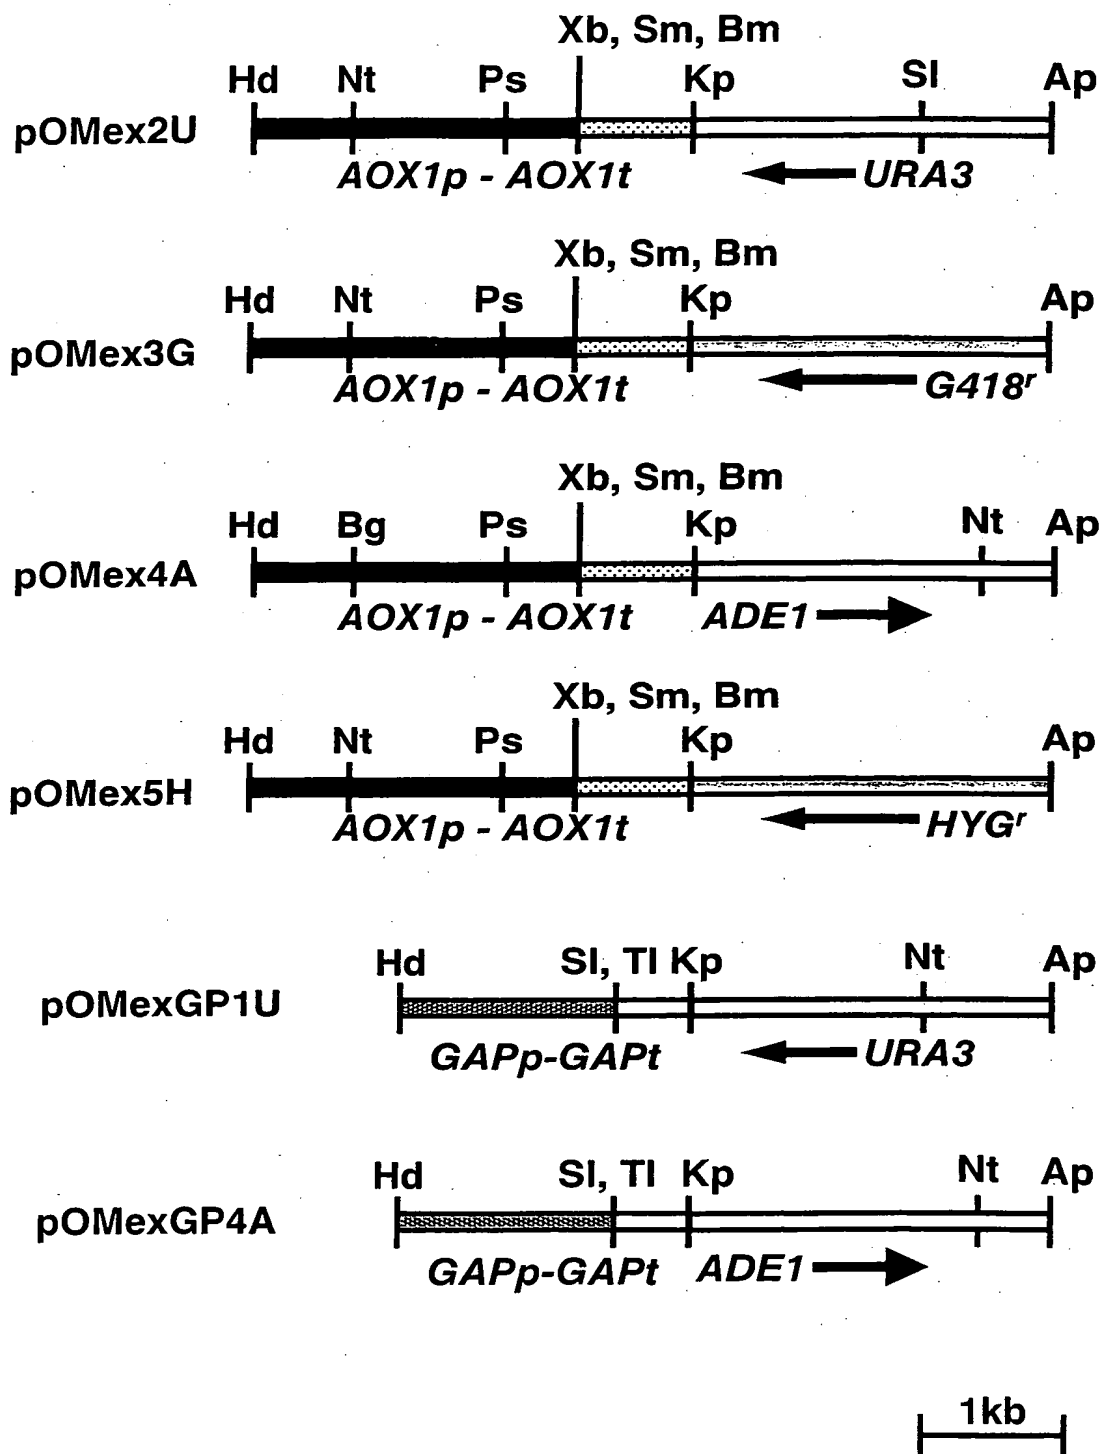 Xb, Sm, Bm
Hd Nt Ps Kp Sl Ap
pOMex2U
AOX1p - AOX1t URA3
Xb, Sm, Bm
Hd Nt Ps Kp Ap
pOMex3G
AOX1p - AOX1t G418r
Xb, Sm, Bm
Hd Bg Ps Kp Nt Ap
pOMex4A
AOX1p - AOX1t ADE1
Xb, Sm, Bm
Hd Nt Ps Kp Ap
pOMex5H
AOX1p - AOX1t HYGr
Hd Sl, Tl Kp Nt Ap
pOMexGP1U
GAPp-GAPt URA3
Hd Sl, Tl Kp Nt Ap
pOMexGP4A
GAPp-GAPt ADE1
1kb